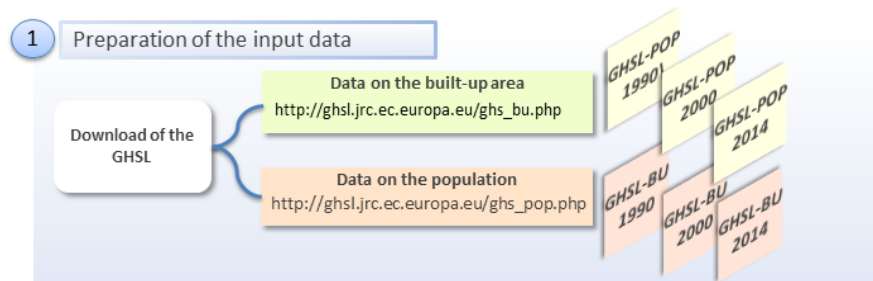 1
Preparation of the input data
Download of the
GHSL
Data on the built-up area
http://ghsl.jrc.ec.europa.eu/ghs_bu.php
Data on the population
http://ghsl.jrc.ec.europa.eu/ghs_pop.php
GHSL-POP
1990
GHSL-POP
2000
GHSL-POP
2014
GHSL-BU
1990
GHSL-BU
2000
GHSL-BU
2014